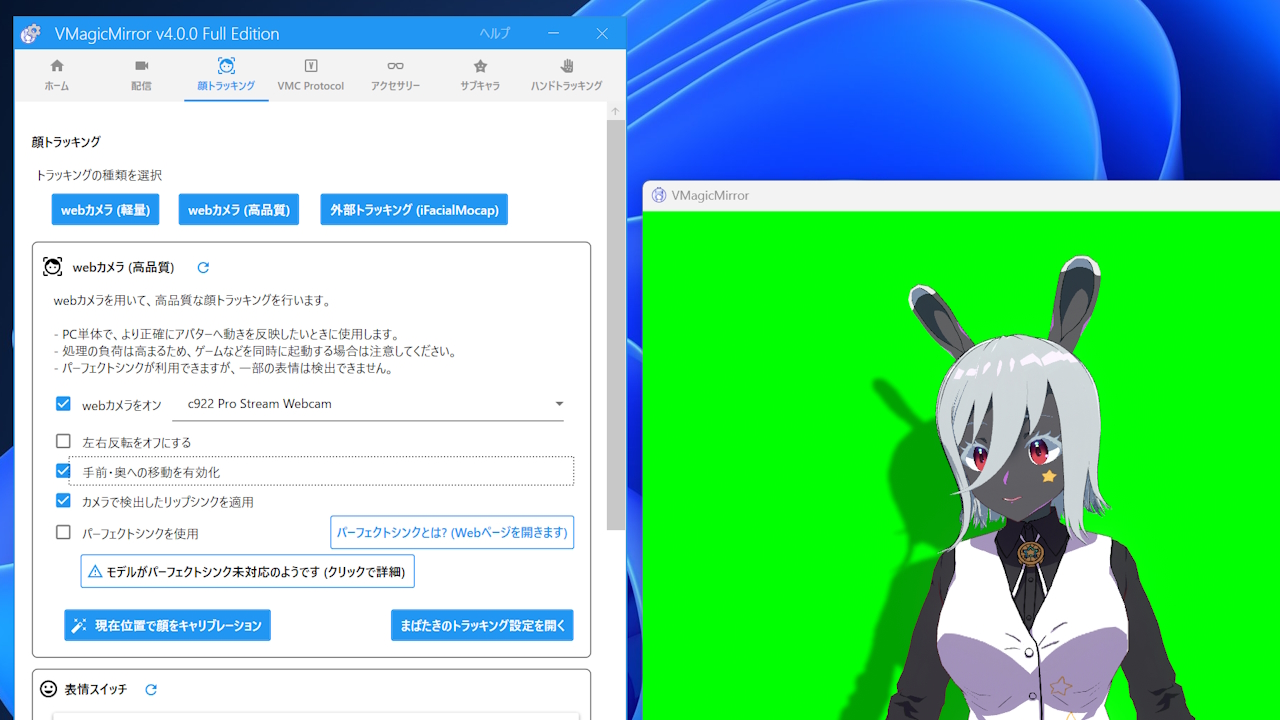 VMagicMirror v4.0.0 Full Edition
ヘルプ
ホーム
配信
顔トラッキング
VMC Protocol
アクセサリー
サブキャラ
ハンドトラッキング
顔トラッキング
トラッキングの種類を選択
webカメラ (軽量)
webカメラ (高品質)
外部トラッキング (iFacialMocap)
webカメラ (高品質)
webカメラを用いて、高品質な顔トラッキングを行います。
- PC単体で、より正確にアバターへ動きを反映したいときに使用します。
- 処理の負荷は高まるため、ゲームなどを同時に起動する場合は注意してください。
- パーフェクトシンクが利用できますが、一部の表情は検出できません。
webカメラをオン
c922 Pro Stream Webcam
左右反転をオフにする
手前・奥への移動を有効化
カメラで検出したリップシンクを適用
パーフェクトシンクを使用
パーフェクトシンクとは? (Webページを開きます)
モデルがパーフェクトシンク未対応のようです (クリックで詳細)
現在位置で顔をキャリブレーション
まばたきのトラッキング設定を開く
表情スイッチ
VMagicMirror